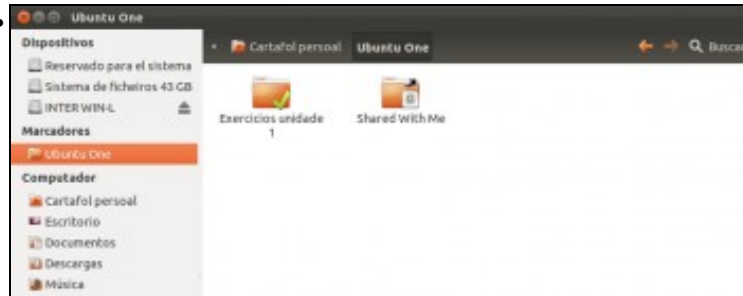 Ubuntu One
Dispositivos
Cartafol persoal Ubuntu One Buscar
Reservado para el sistema
Sistema de ficheiros 43 GB
INTER WIN-L
Marcadores
Ubuntu One
Computador
Cartafol persoal
Escritorio
Documentos
Descargas
Música
Exercicios unidade
1
Shared With Me